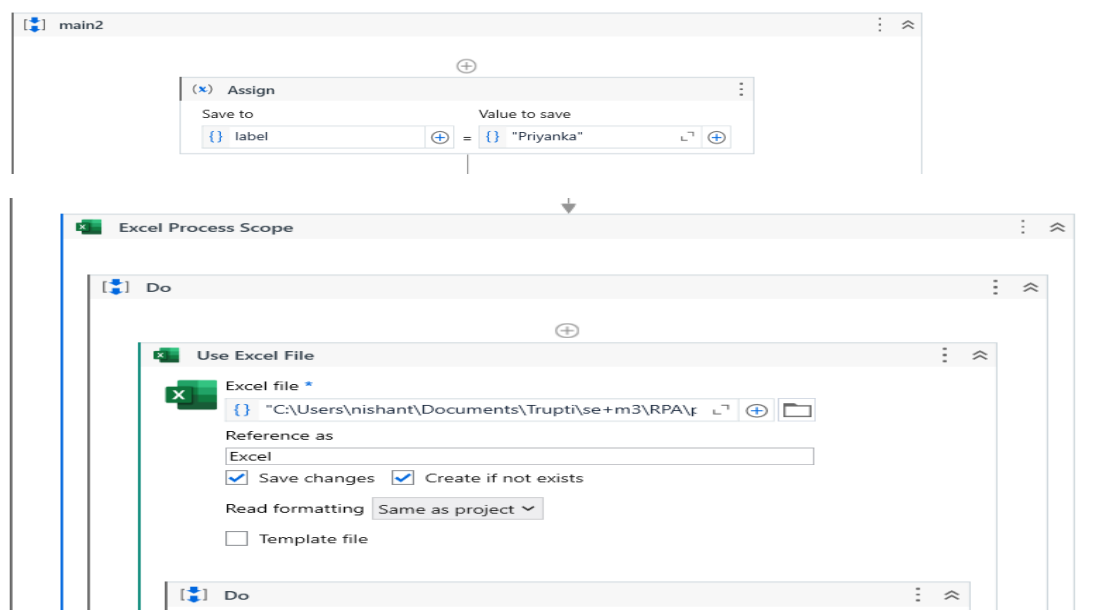 main2
Assign
Save to Value to save
label = "Priyanka"
Excel Process Scope
Do
Use Excel File
Excel file *
"C:\Users\nishant\Documents\Trupti\se+m3\RPA\p
Reference as
Excel
Save changes Create if not exists
Read formatting Same as project
Template file
Do